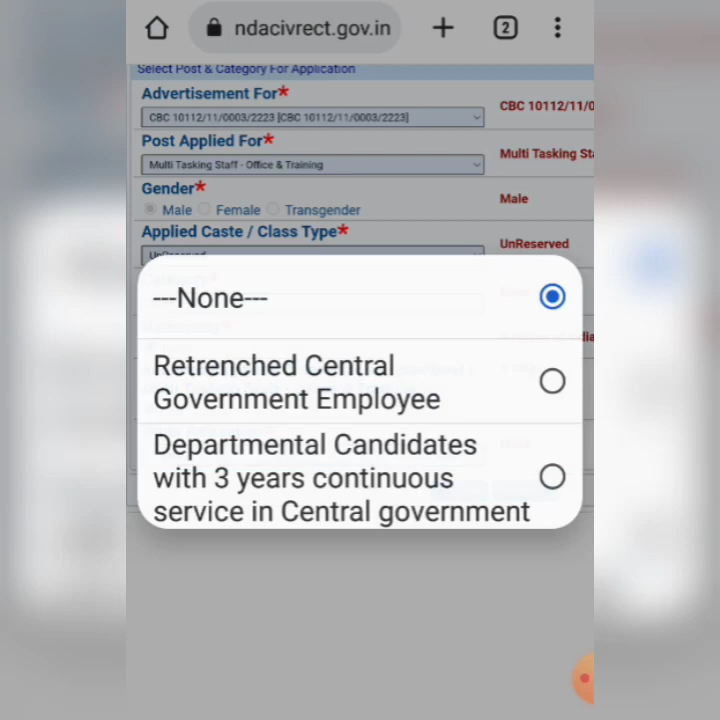 ndacivrect.gov.in
2
Select Post & Category For Application
Advertisement For*
CBC 10112/11/0003/2223 [CBC 10112/11/0003/2223]
CBC 10112/11/0
Post Applied For*
Multi Tasking Staff - Office & Training
Multi Tasking St
Gender*
Male Female Transgender
Male
Applied Caste / Class Type*
UnReserved
UnReserved
---None---
Retrenched Central
Government Employee
Departmental Candidates
with 3 years continuous
service in Central government